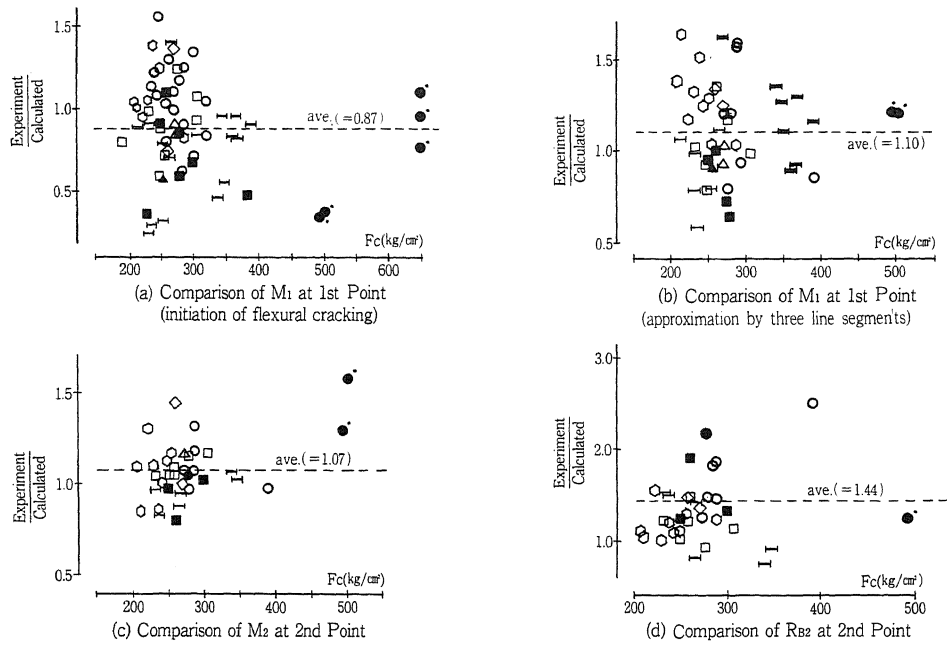 1.5
1.0
0.5
Experiment
Calculated
ave.(=0.87)
Fc(kg/c㎡)
200 300 400 500 600
(a) Comparison of M1 at 1st Point
(initiation of flexural cracking)
1.5
1.0
0.5
Experiment
Calculated
ave.(=1.10)
Fc(kg/c㎡)
200 300 400 500
(b) Comparison of M1 at 1st Point
(approximation by three line segments)
1.5
1.0
0.5
Experiment
Calculated
ave.(=1.07)
Fc(kg/c㎡)
200 300 400 500
(c) Comparison of M2 at 2nd Point
3.0
2.0
1.0
Experiment
Calculated
ave.(=1.44)
Fc(kg/c㎡)
200 300 400 500
(d) Comparison of RB2 at 2nd Point